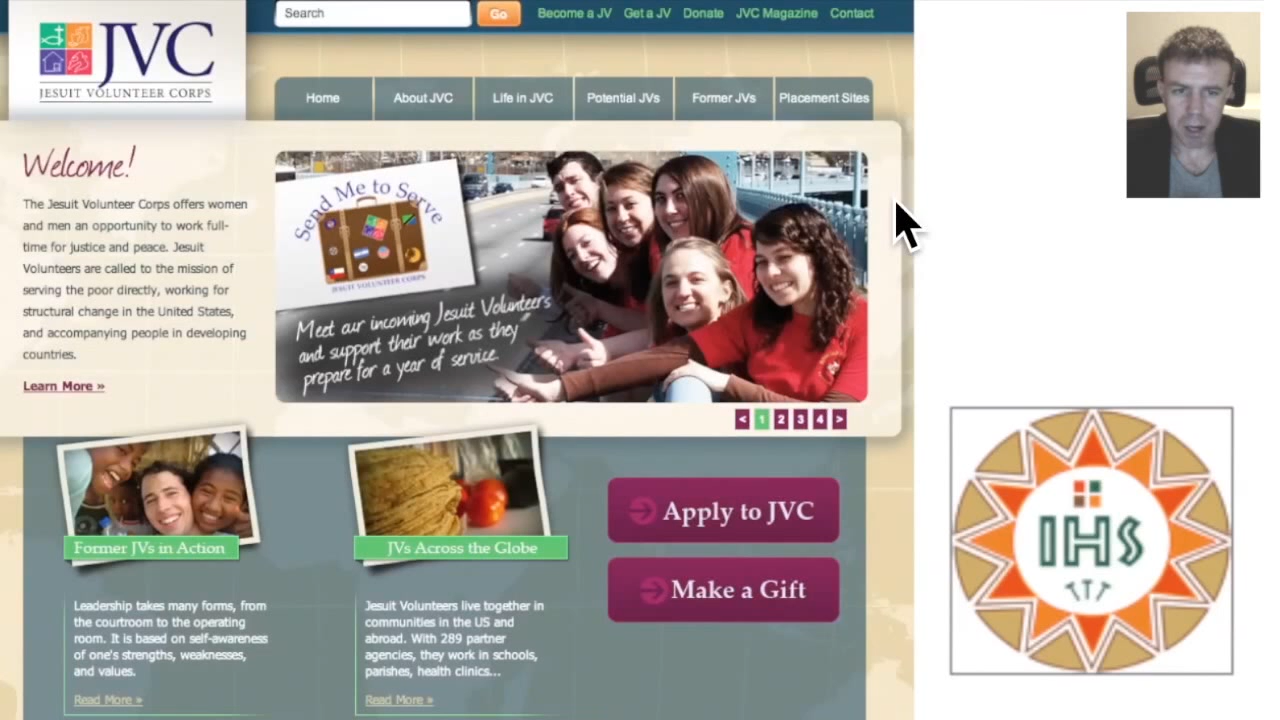 Search
Go
Become a JV
Get a JV
Donate
JVC Magazine
Contact
JVC
JESUIT VOLUNTEER CORPS
Home
About JVC
Life in JVC
Potential JVs
Former JVs
Placement Sites
Welcome!
The Jesuit Volunteer Corps offers women
and men an opportunity to work full-
time for justice and peace. Jesuit
Volunteers are called to the mission of
serving the poor directly, working for
structural change in the United States,
and accompanying people in developing
countries.
Learn More »
Send Me to Serve
JESUIT VOLUNTEER CORPS
Meet our incoming Jesuit Volunteers
and support their work as they
prepare for a year of service.
< 1 2 3 4 >
Former JVs in Action
Leadership takes many forms, from
the courtroom to the operating
room. It is based on self-awareness
of one's strengths, weaknesses,
and values.
Read More »
JVs Across the Globe
Jesuit Volunteers live together in
communities in the US and
abroad. With 289 partner
agencies, they work in schools,
parishes, health clinics...
Read More »
Apply to JVC
Make a Gift
IHS